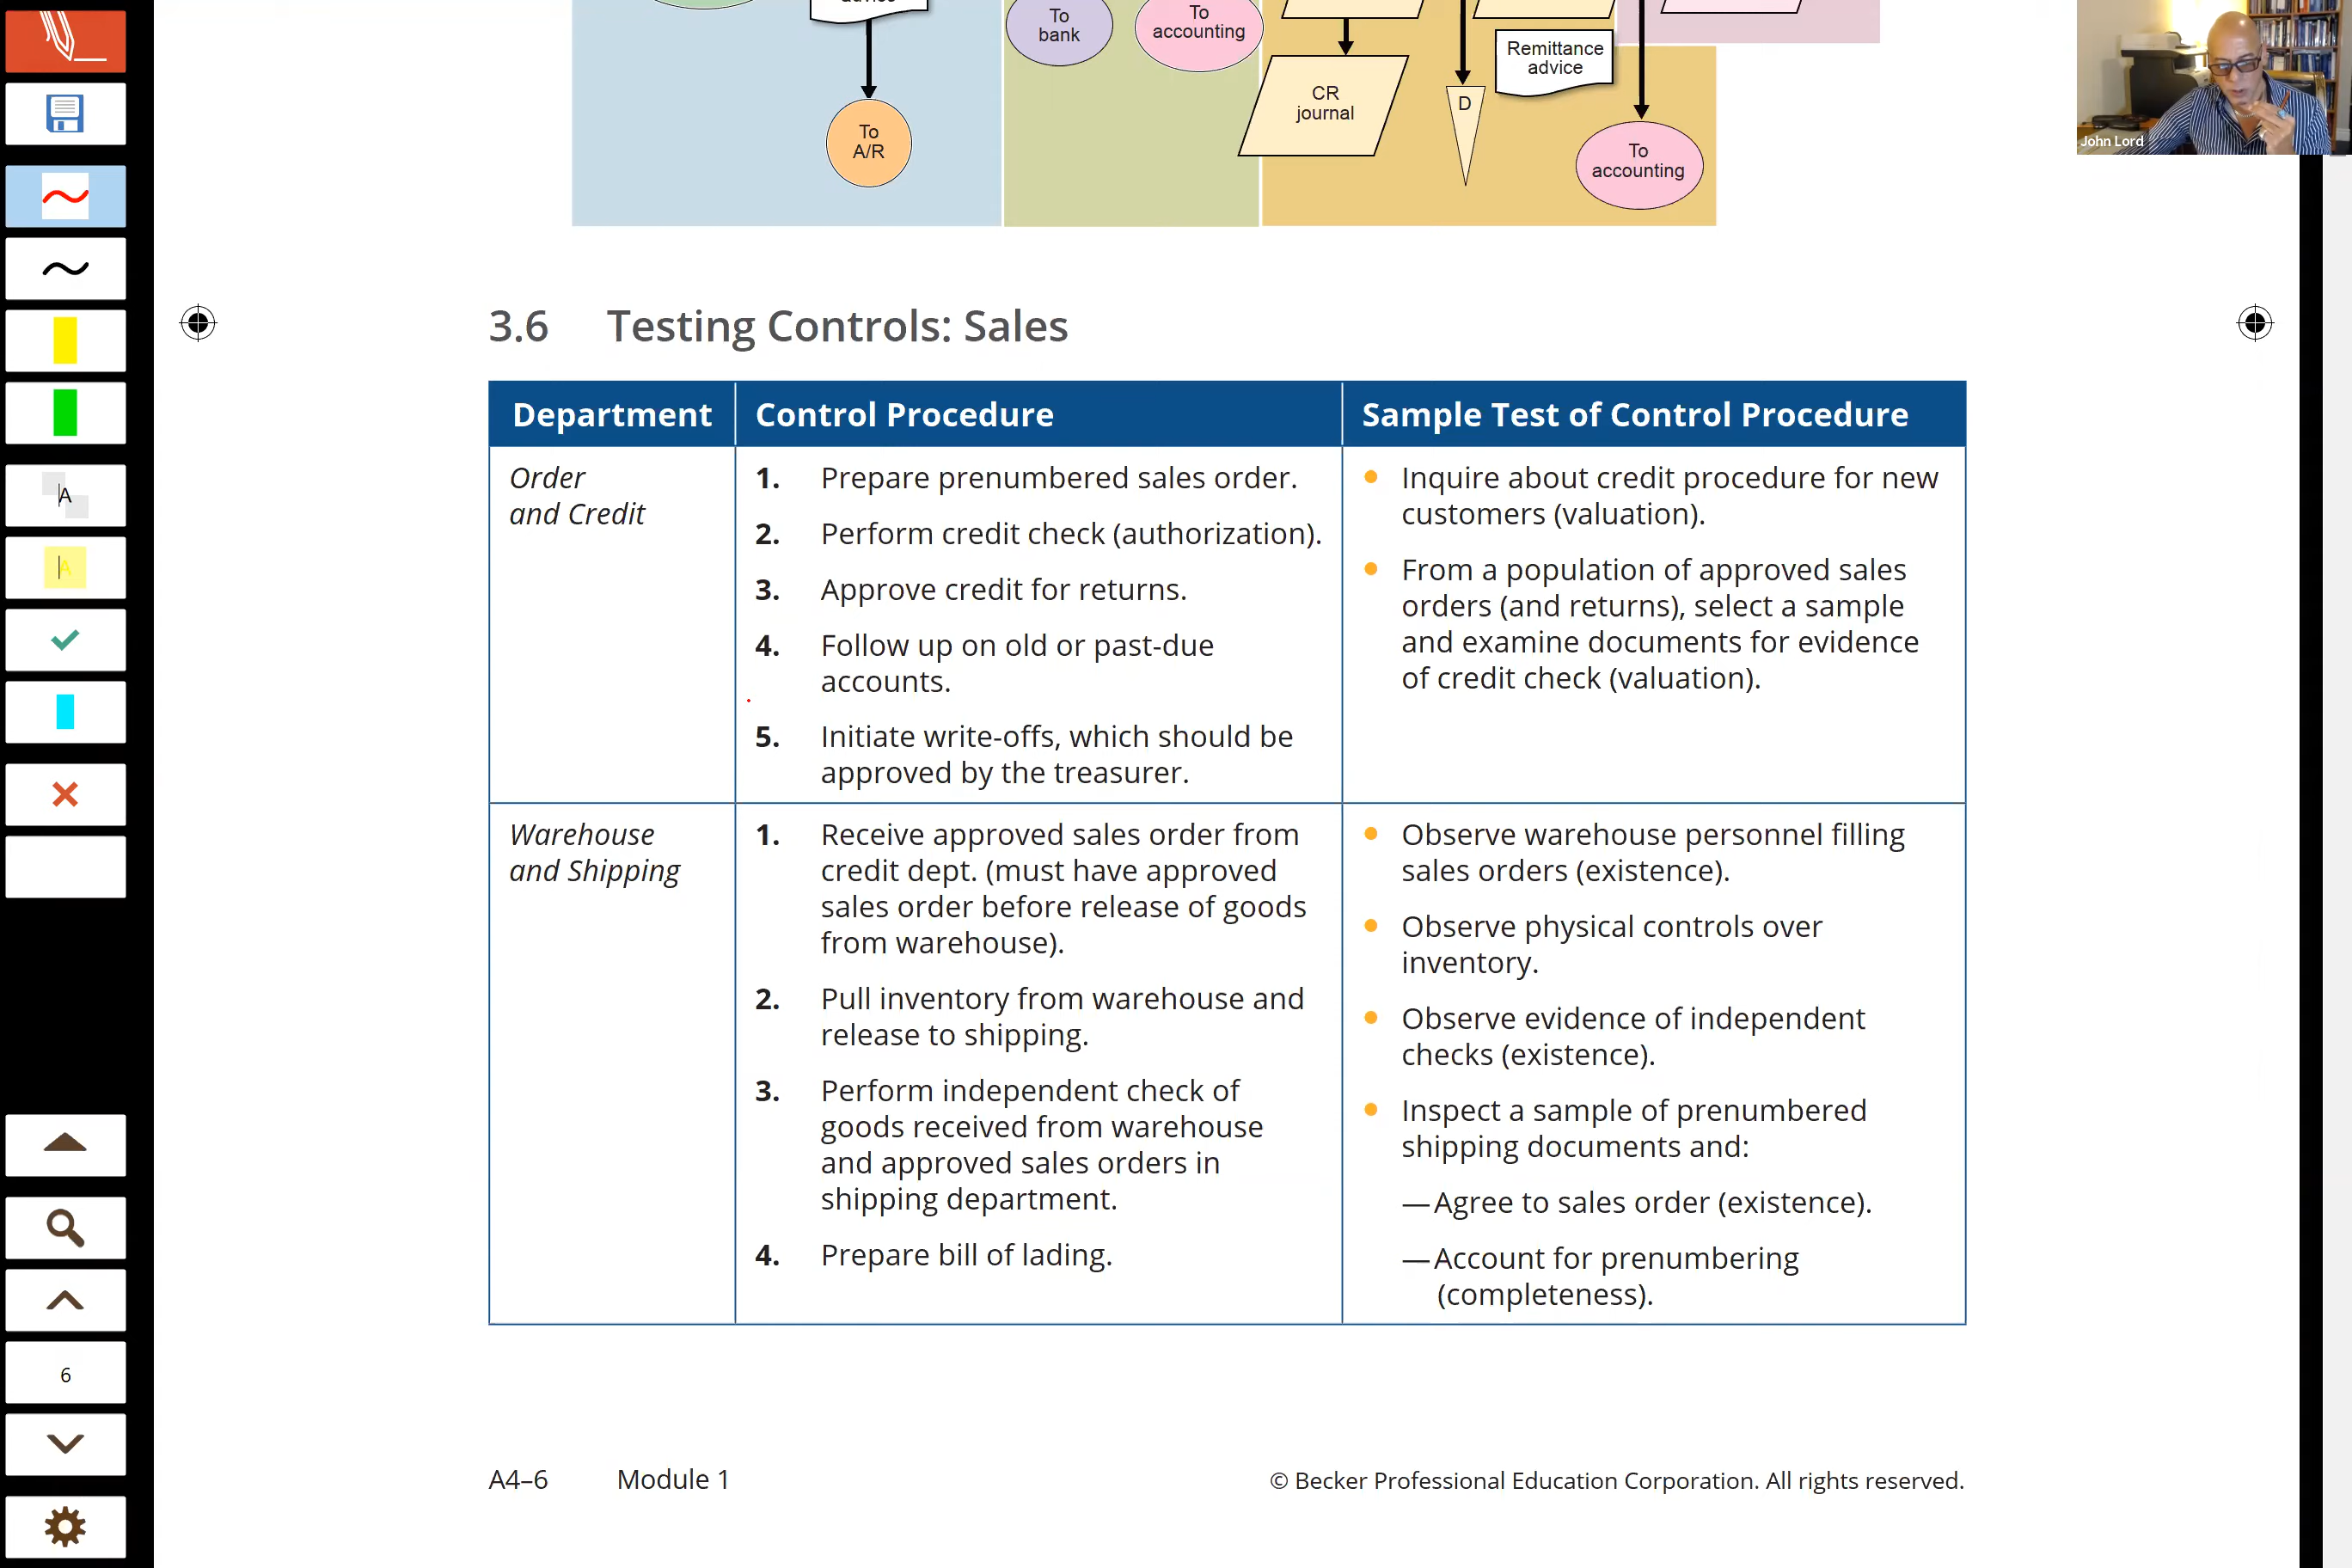 To
bank
To
accounting
Remittance
advice
CR
journal
D
To
A/R
To
accounting
John Lord
3.6 Testing Controls: Sales
Department Control Procedure Sample Test of Control Procedure
Order
and Credit
1. Prepare prenumbered sales order.
2. Perform credit check (authorization).
3. Approve credit for returns.
4. Follow up on old or past-due
accounts.
5. Initiate write-offs, which should be
approved by the treasurer.
Inquire about credit procedure for new
customers (valuation).
From a population of approved sales
orders (and returns), select a sample
and examine documents for evidence
of credit check (valuation).
Warehouse
and Shipping
1. Receive approved sales order from
credit dept. (must have approved
sales order before release of goods
from warehouse).
2. Pull inventory from warehouse and
release to shipping.
3. Perform independent check of
goods received from warehouse
and approved sales orders in
shipping department.
4. Prepare bill of lading.
Observe warehouse personnel filling
sales orders (existence).
Observe physical controls over
inventory.
Observe evidence of independent
checks (existence).
Inspect a sample of prenumbered
shipping documents and:
— Agree to sales order (existence).
— Account for prenumbering
(completeness).
A4–6 Module 1 © Becker Professional Education Corporation. All rights reserved.
A
A
6